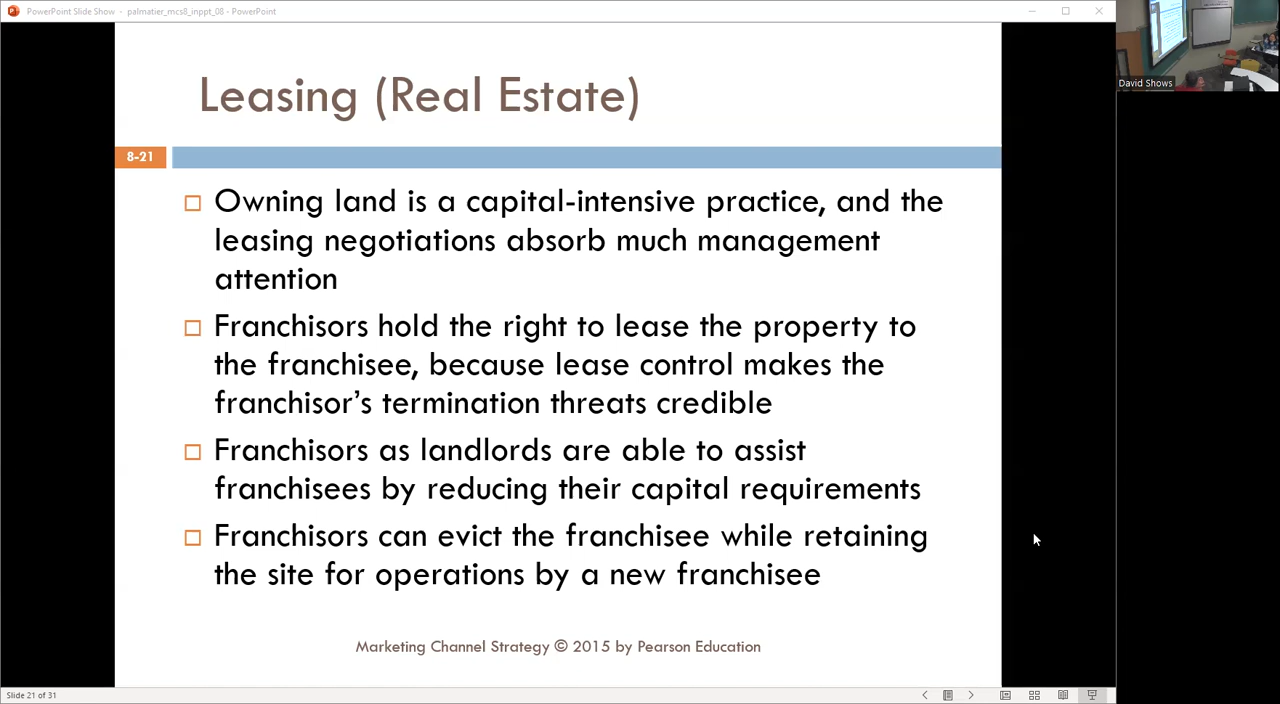 PowerPoint Slide Show - palmatier_mcs8_inppt_08 - PowerPoint
Leasing (Real Estate)
8-21
Owning land is a capital-intensive practice, and the
leasing negotiations absorb much management
attention
Franchisors hold the right to lease the property to
the franchisee, because lease control makes the
franchisor’s termination threats credible
Franchisors as landlords are able to assist
franchisees by reducing their capital requirements
Franchisors can evict the franchisee while retaining
the site for operations by a new franchisee
Marketing Channel Strategy © 2015 by Pearson Education
Slide 21 of 31
David Shows